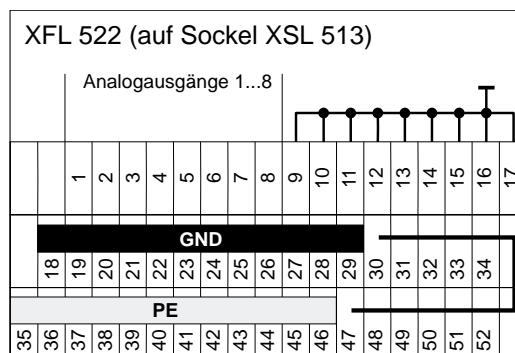 XFL 522 (auf Sockel XSL 513)
Analogausgänge 1...8
1 2 3 4 5 6 7 8 9 10 11 12 13 14 15 16 17
GND
18 19 20 21 22 23 24 25 26 27 28 29 30 31 32 33 34
PE
35 36 37 38 39 40 41 42 43 44 45 46 47 48 49 50 51 52